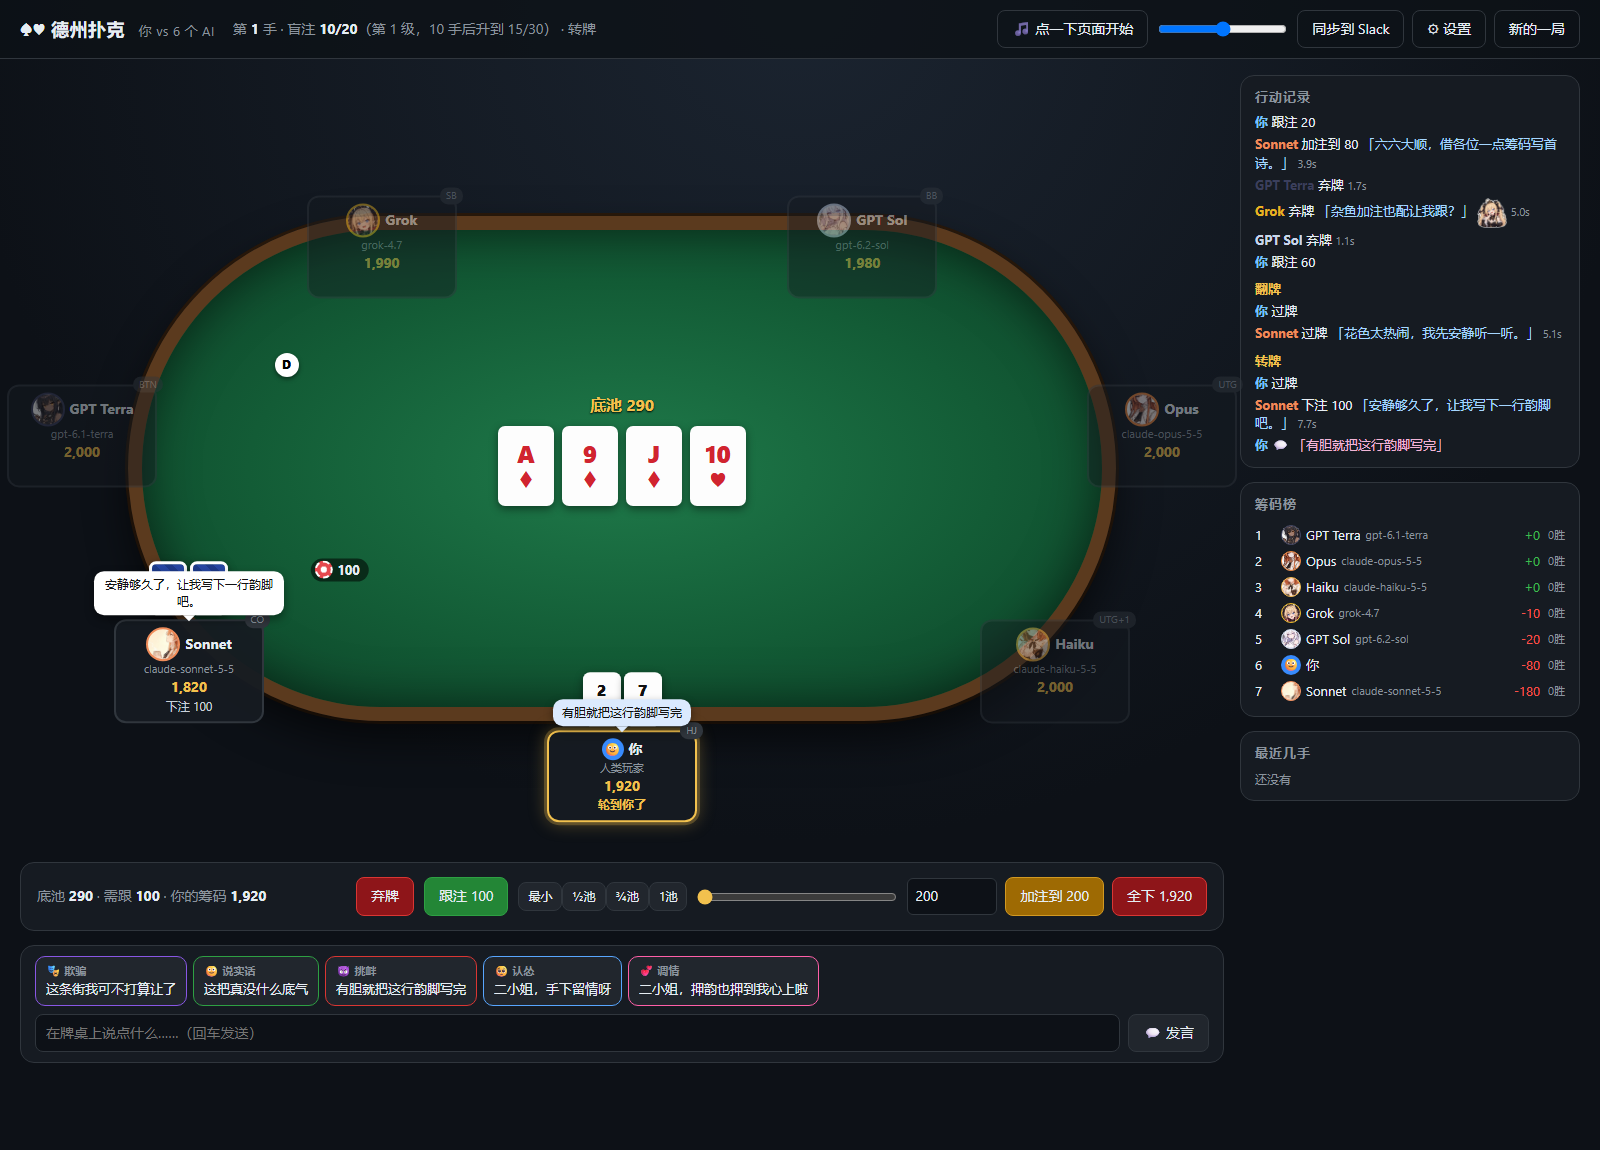 ♠♥ 德州扑克 你 vs 6 个 AI 第 1 手 · 盲注 10/20（第 1 级，10 手后升到 15/30） · 转牌
🎵 点一下页面开始 同步到 Slack ⚙ 设置 新的一局
SB
Grok
grok-4.7
1,990
BB
GPT Sol
gpt-6.2-sol
1,980
D
BTN
GPT Terra
gpt-6.1-terra
2,000
UTG
Opus
claude-opus-5-5
2,000
底池 290
A♦ 9♦ J♦ 10♥
100
安静够久了，让我写下一行韵脚
吧。
CO
Sonnet
claude-sonnet-5-5
1,820
下注 100
UTG+1
Haiku
claude-haiku-5-5
2,000
2 7
有胆就把这行韵脚写完
HJ
你
人类玩家
1,920
轮到你了
底池 290 · 需跟 100 · 你的筹码 1,920 弃牌 跟注 100 最小 ½池 ¾池 1池 200 加注到 200 全下 1,920
🎭 欺骗
这条街我可不打算让了
说实话
这把真没什么底气
😈 挑衅
有胆就把这行韵脚写完
🥺 认怂
二小姐，手下留情呀
💕 调情
二小姐，押韵也押到我心上啦
在牌桌上说点什么……（回车发送） 💬 发言
行动记录
你 跟注 20
Sonnet 加注到 80 「六六大顺，借各位一点筹码写首
诗。」 3.9s
GPT Terra 弃牌 1.7s
Grok 弃牌 「杂鱼加注也配让我跟？」 5.0s
GPT Sol 弃牌 1.1s
你 跟注 60
翻牌
你 过牌
Sonnet 过牌 「花色太热闹，我先安静听一听。」 5.1s
转牌
你 过牌
Sonnet 下注 100 「安静够久了，让我写下一行韵脚
吧。」 7.7s
你 💬 「有胆就把这行韵脚写完」
筹码榜
1 GPT Terra gpt-6.1-terra +0 0胜
2 Opus claude-opus-5-5 +0 0胜
3 Haiku claude-haiku-5-5 +0 0胜
4 Grok grok-4.7 -10 0胜
5 GPT Sol gpt-6.2-sol -20 0胜
6 你 -80 0胜
7 Sonnet claude-sonnet-5-5 -180 0胜
最近几手
还没有